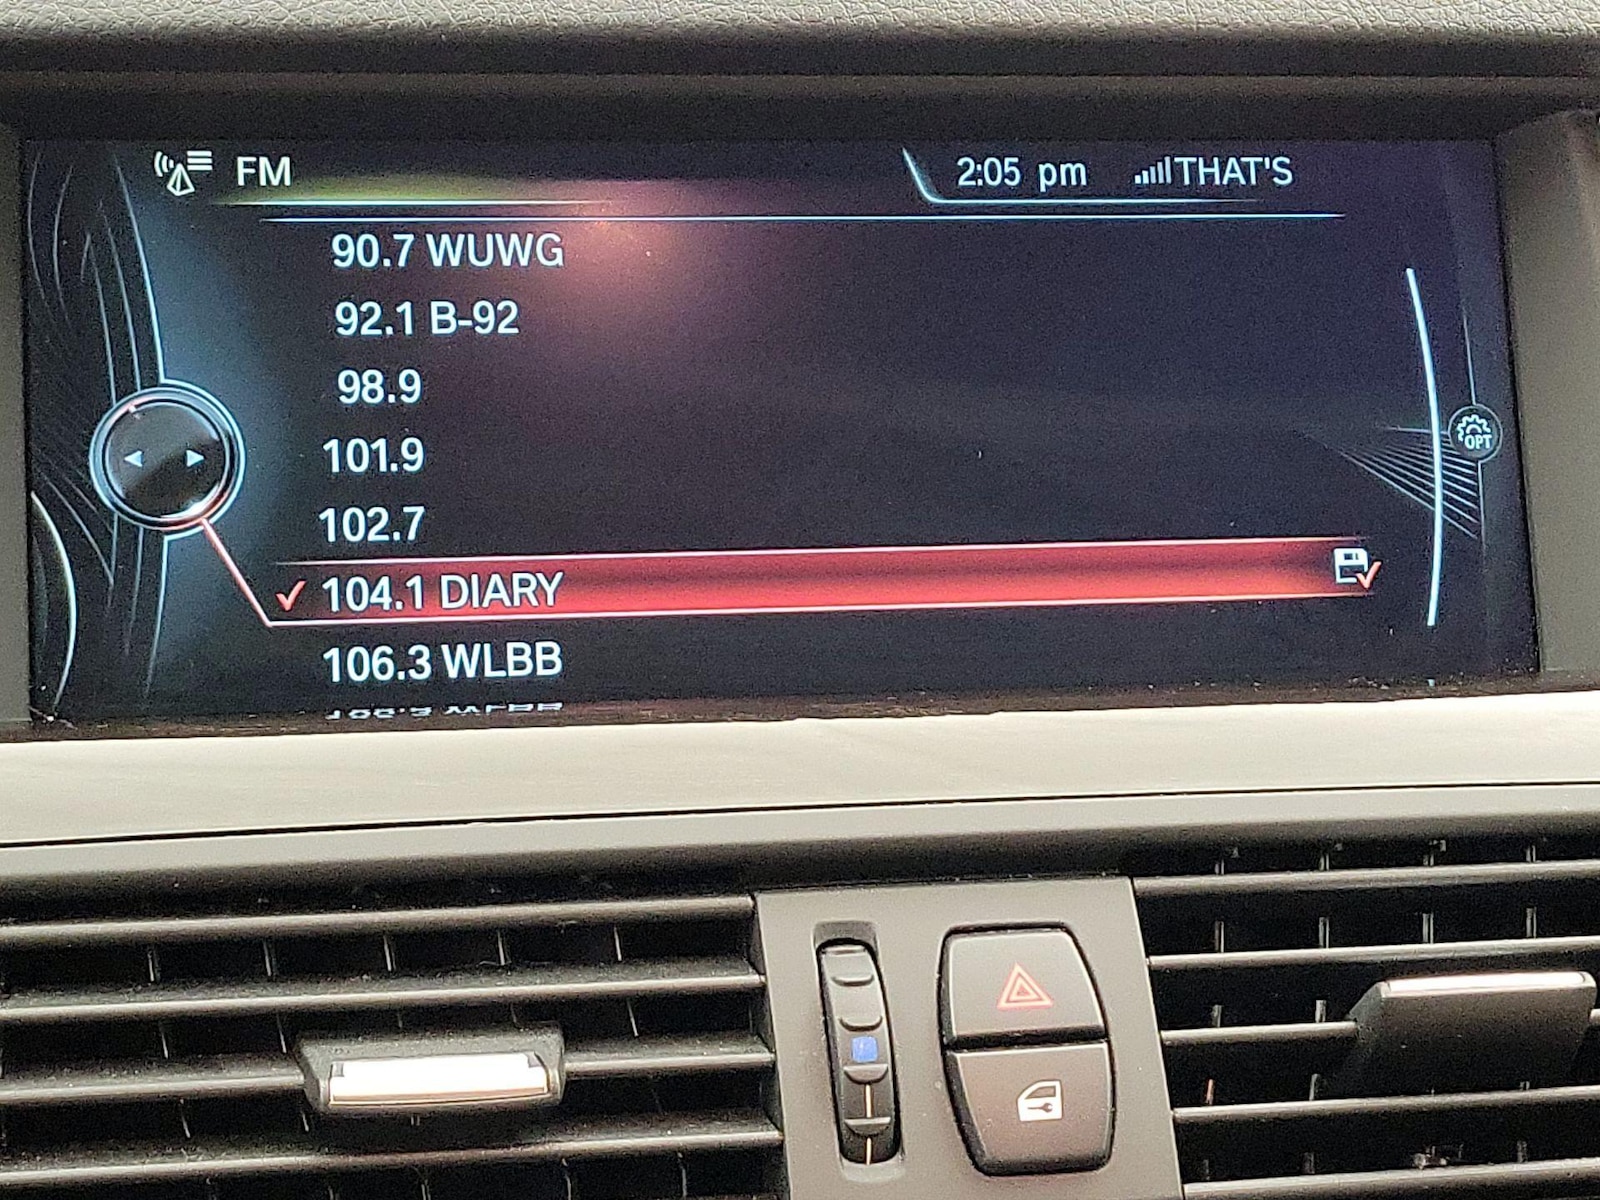 FM 2:05 pm THAT'S
90.7 WUWG
92.1 B-92
98.9
101.9
OPT
102.7
104.1 DIARY
106.3 WLBB